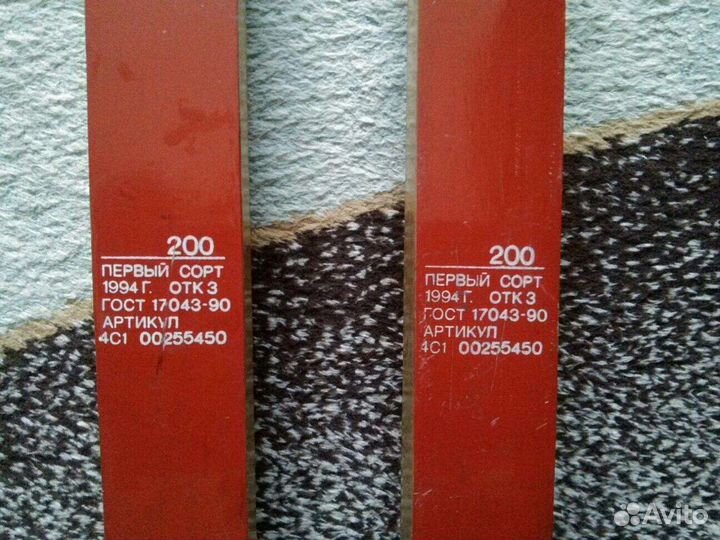 200
ПЕРВЫЙ СОРТ
1994 Г. ОТК 3
ГОСТ 17043-90
АРТИКУЛ
4С1 00255450
200
ПЕРВЫЙ СОРТ
1994 Г. ОТК 3
ГОСТ 17043-90
АРТИКУЛ
4С1 00255450
Avito